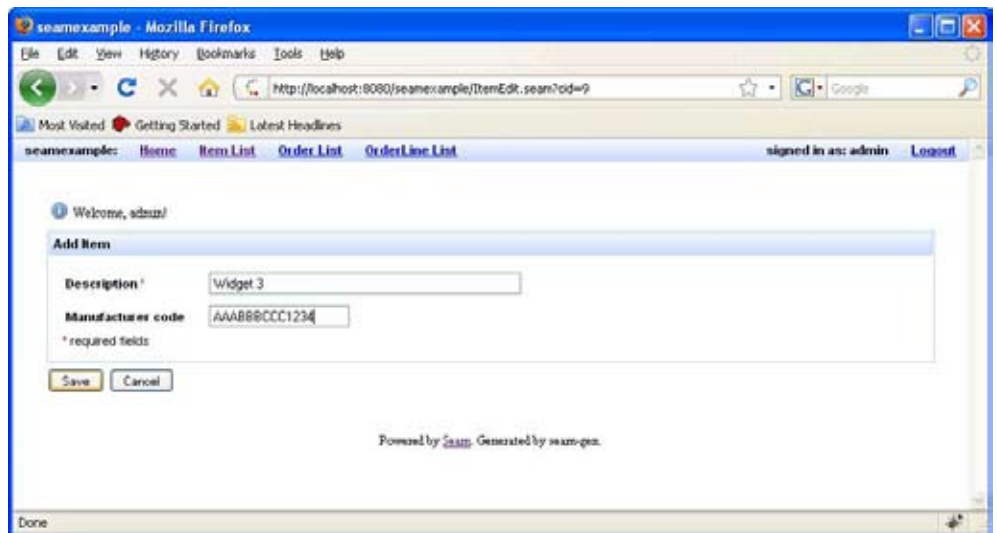 seamexample - Mozilla Firefox
File Edit View History Bookmarks Tools Help
http://localhost:8080/seamexample/ItemEdit.seam?cid=9 Google
Most Visited Getting Started Latest Headlines
seamexample: Home Item List Order List OrderLine List signed in as: admin Logout
Welcome, admin!
Add Item
Description * Widget 3
Manufacturer code AAABBBCCC1234
* required fields
Save Cancel
Powered by Seam. Generated by seam-gen.
Done